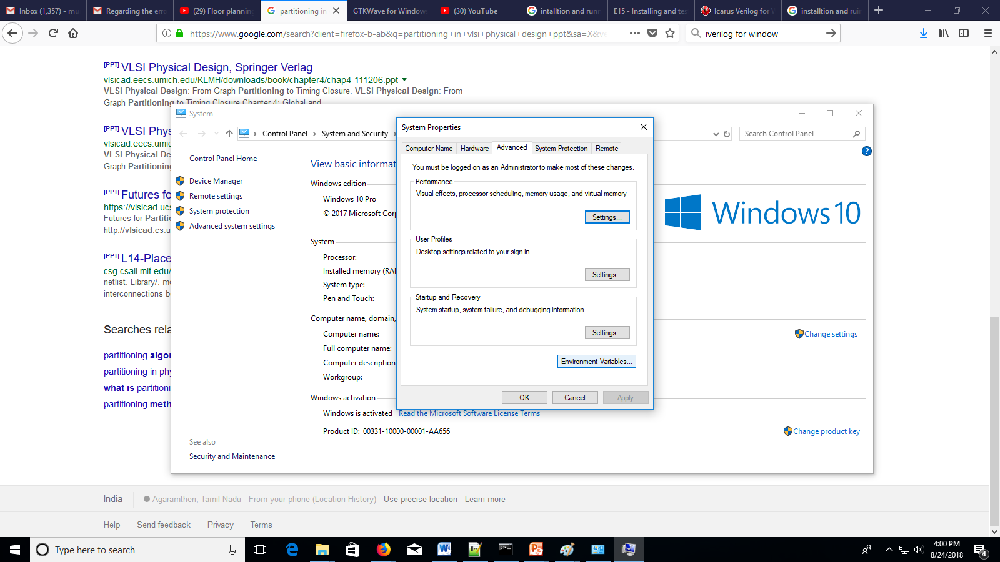 Inbox (1,357) - mu
Regarding the erro
(29) Floor planning
partitioning in
GTKWave for Windows
(30) YouTube
intalltion and runn
E15 - Installing and tes
Icarus Verilog for W
installtion and ruin
https://www.google.com/search?client=firefox-b-ab&q=partitioning+in+vlsi+physical+design+ppt&sa=X&ve
iverilog for window
[PPT] VLSI Physical Design, Springer Verlag
vlsicad.eecs.umich.edu/KLMH/downloads/book/chapter4/chap4-111206.ppt
VLSI Physical Design: From Graph Partitioning to Timing Closure. VLSI Physical Design: From
Graph Partitioning to Timing Closure Chapter 4: Global and
[PPT] VLSI Phys
vlsicad.eecs.umic
VLSI Physical Des
Graph Partitioning
[PPT] Futures fo
https://vlsicad.ucs
Futures for Partitio
http://vlsicad.cs.u
[PPT] L14-Place
csg.csail.mit.edu/
netlist. Library/. mo
interconnections be
Searches rela
partitioning algor
partitioning in phy
what is partitioni
partitioning meth
System
Control Panel
System and Security
Search Control Panel
Control Panel Home
Device Manager
Remote settings
System protection
Advanced system settings
See also
Security and Maintenance
View basic informat
Windows edition
Windows 10 Pro
© 2017 Microsoft Corp
Windows 10
System
Processor:
Installed memory (RAM
System type:
Pen and Touch:
Computer name, domain,
Computer name:
Full computer name:
Computer description:
Workgroup:
Change settings
Windows activation
Windows is activated Read the Microsoft Software License Terms
Product ID: 00331-10000-00001-AA656
Change product key
System Properties
Computer Name
Hardware
Advanced
System Protection
Remote
You must be logged on as an Administrator to make most of these changes.
Performance
Visual effects, processor scheduling, memory usage, and virtual memory
Settings...
User Profiles
Desktop settings related to your sign-in
Settings...
Startup and Recovery
System startup, system failure, and debugging information
Settings...
Environment Variables...
OK
Cancel
Apply
India
Agaramthen, Tamil Nadu - From your phone (Location History) - Use precise location - Learn more
Help
Send feedback
Privacy
Terms
Type here to search
4:00 PM
8/24/2018
4